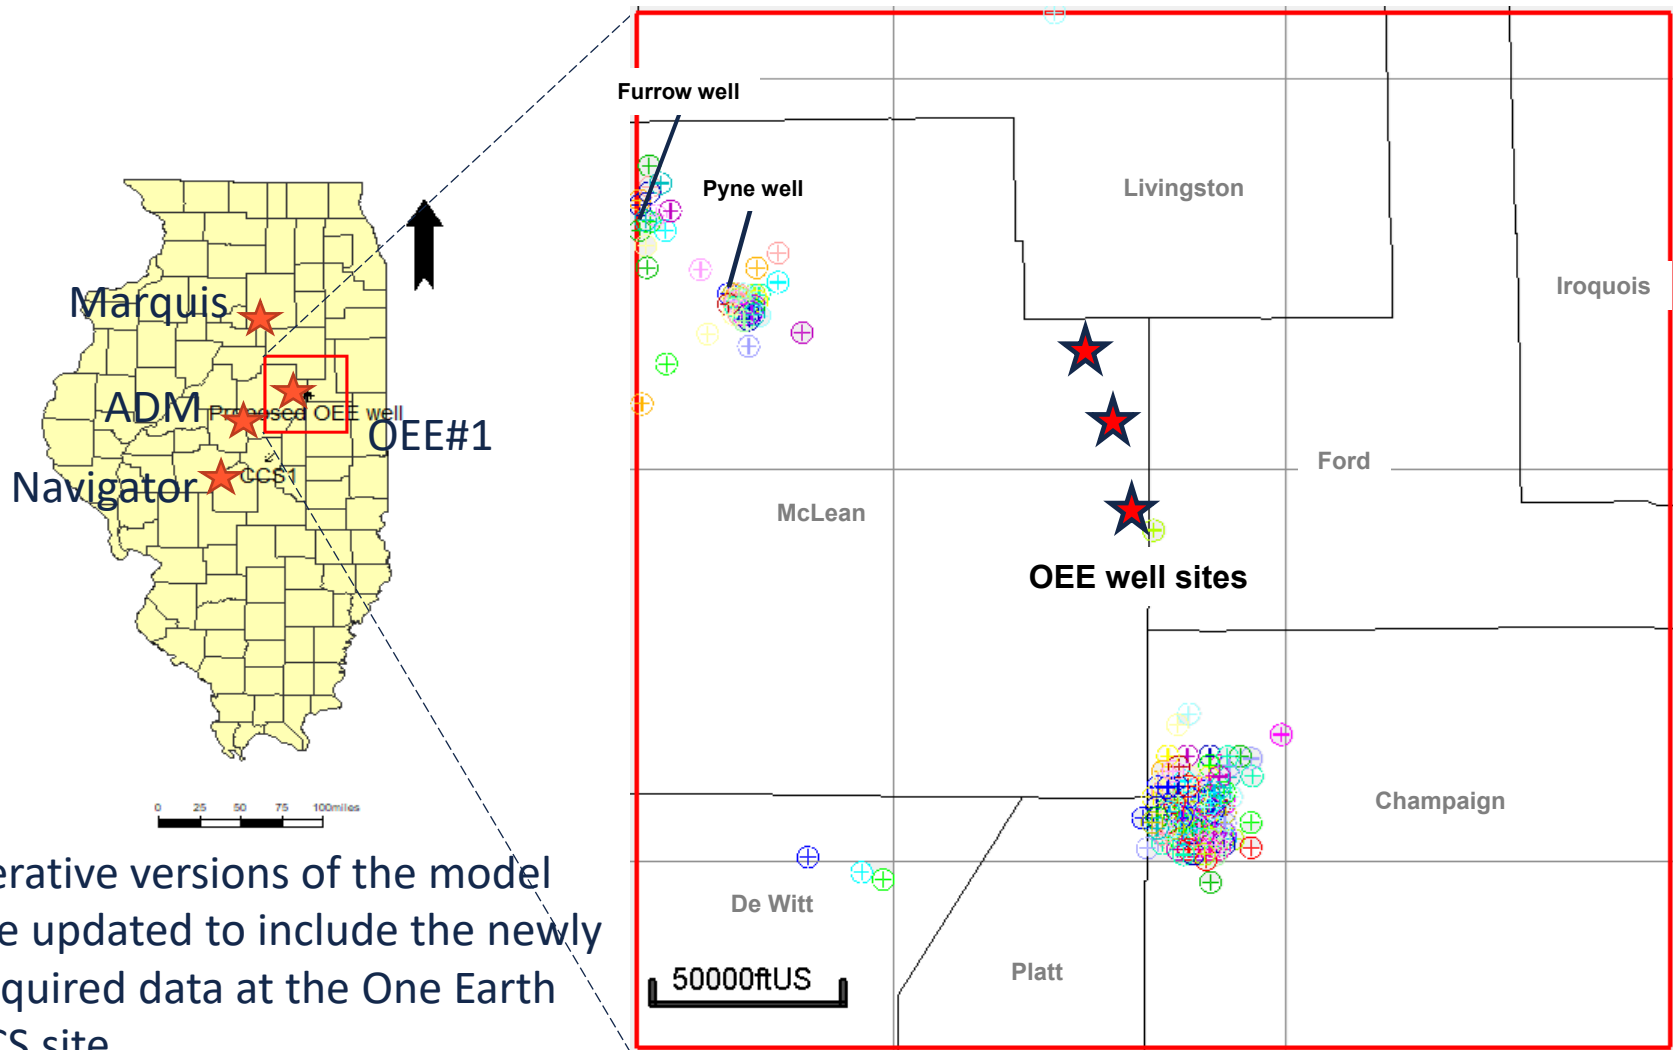 Furrow well
Pyne well
Livingston
Iroquois
Marquis
ADM
Proposed OEE well
OEE#1
Navigator
CCS1
Ford
McLean
OEE well sites
0 25 50 75 100miles
Champaign
erative versions of the model
e updated to include the newly
quired data at the One Earth
CS site
De Witt
Platt
50000ftUS